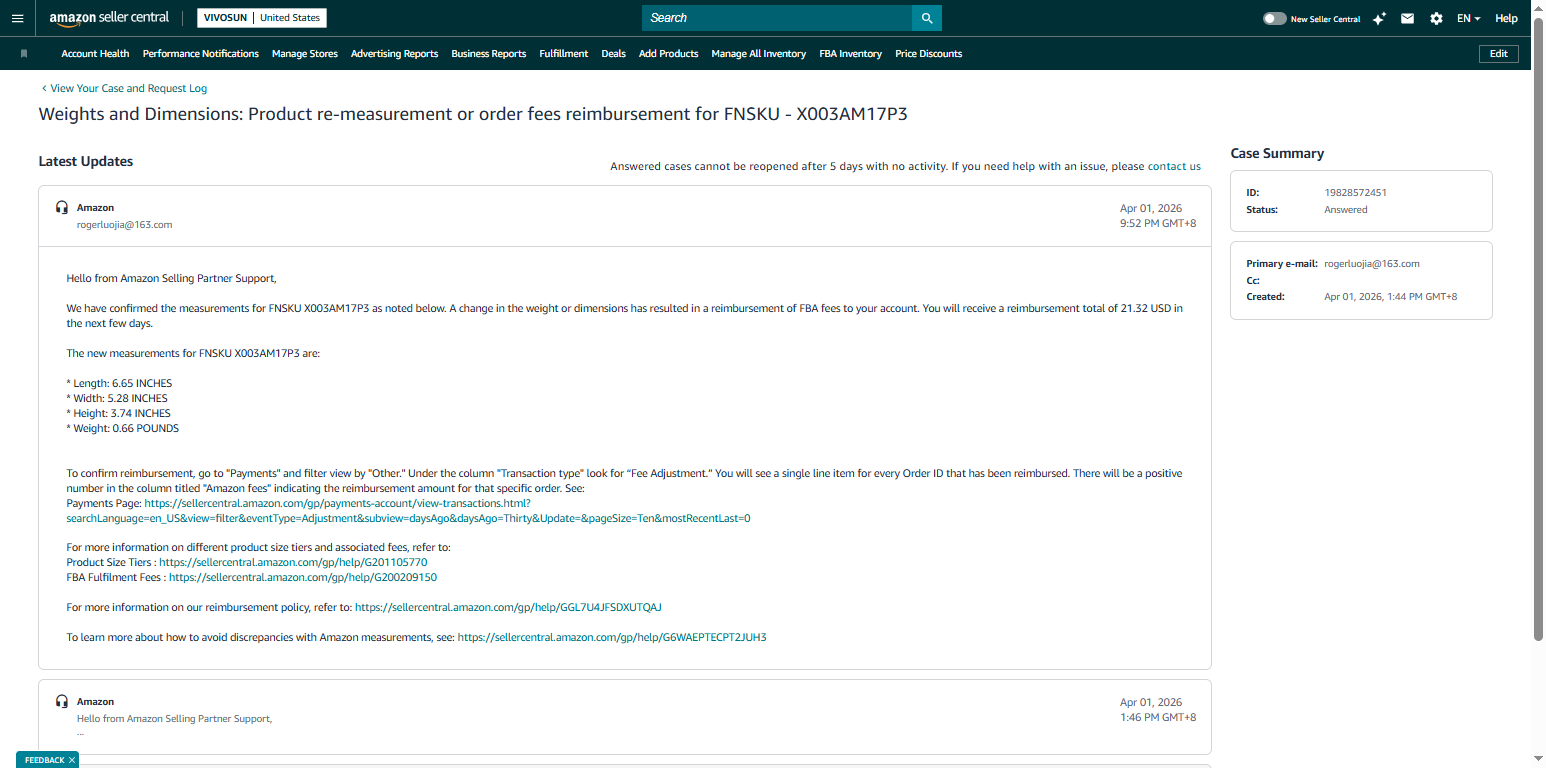 amazon seller central
VIVOSUN | United States
Search
New Seller Central
EN
Help
Account Health
Performance Notifications
Manage Stores
Advertising Reports
Business Reports
Fulfillment
Deals
Add Products
Manage All Inventory
FBA Inventory
Price Discounts
Edit
View Your Case and Request Log
Weights and Dimensions: Product re-measurement or order fees reimbursement for FNSKU - X003AM17P3
Latest Updates
Answered cases cannot be reopened after 5 days with no activity. If you need help with an issue, please contact us
Amazon
rogerluojia@163.com
Apr 01, 2026
9:52 PM GMT+8
Hello from Amazon Selling Partner Support,
We have confirmed the measurements for FNSKU X003AM17P3 as noted below. A change in the weight or dimensions has resulted in a reimbursement of FBA fees to your account. You will receive a reimbursement total of 21.32 USD in
the next few days.
The new measurements for FNSKU X003AM17P3 are:
* Length: 6.65 INCHES
* Width: 5.28 INCHES
* Height: 3.74 INCHES
* Weight: 0.66 POUNDS
To confirm reimbursement, go to "Payments" and filter view by "Other." Under the column "Transaction type" look for “Fee Adjustment.” You will see a single line item for every Order ID that has been reimbursed. There will be a positive
number in the column titled "Amazon fees" indicating the reimbursement amount for that specific order. See:
Payments Page: https://sellercentral.amazon.com/gp/payments-account/view-transactions.html?
searchLanguage=en_US&view=filter&eventType=Adjustment&subview=daysAgo&daysAgo=Thirty&Update=&pageSize=Ten&mostRecentLast=0
For more information on different product size tiers and associated fees, refer to:
Product Size Tiers : https://sellercentral.amazon.com/gp/help/G201105770
FBA Fulfilment Fees : https://sellercentral.amazon.com/gp/help/G200209150
For more information on our reimbursement policy, refer to: https://sellercentral.amazon.com/gp/help/GGL7U4JFSDXUTQAJ
To learn more about how to avoid discrepancies with Amazon measurements, see: https://sellercentral.amazon.com/gp/help/G6WAEPTECPT2JUH3
Amazon
Hello from Amazon Selling Partner Support,
...
Apr 01, 2026
1:46 PM GMT+8
Case Summary
ID: 19828572451
Status: Answered
Primary e-mail: rogerluojia@163.com
Cc:
Created: Apr 01, 2026, 1:44 PM GMT+8
FEEDBACK